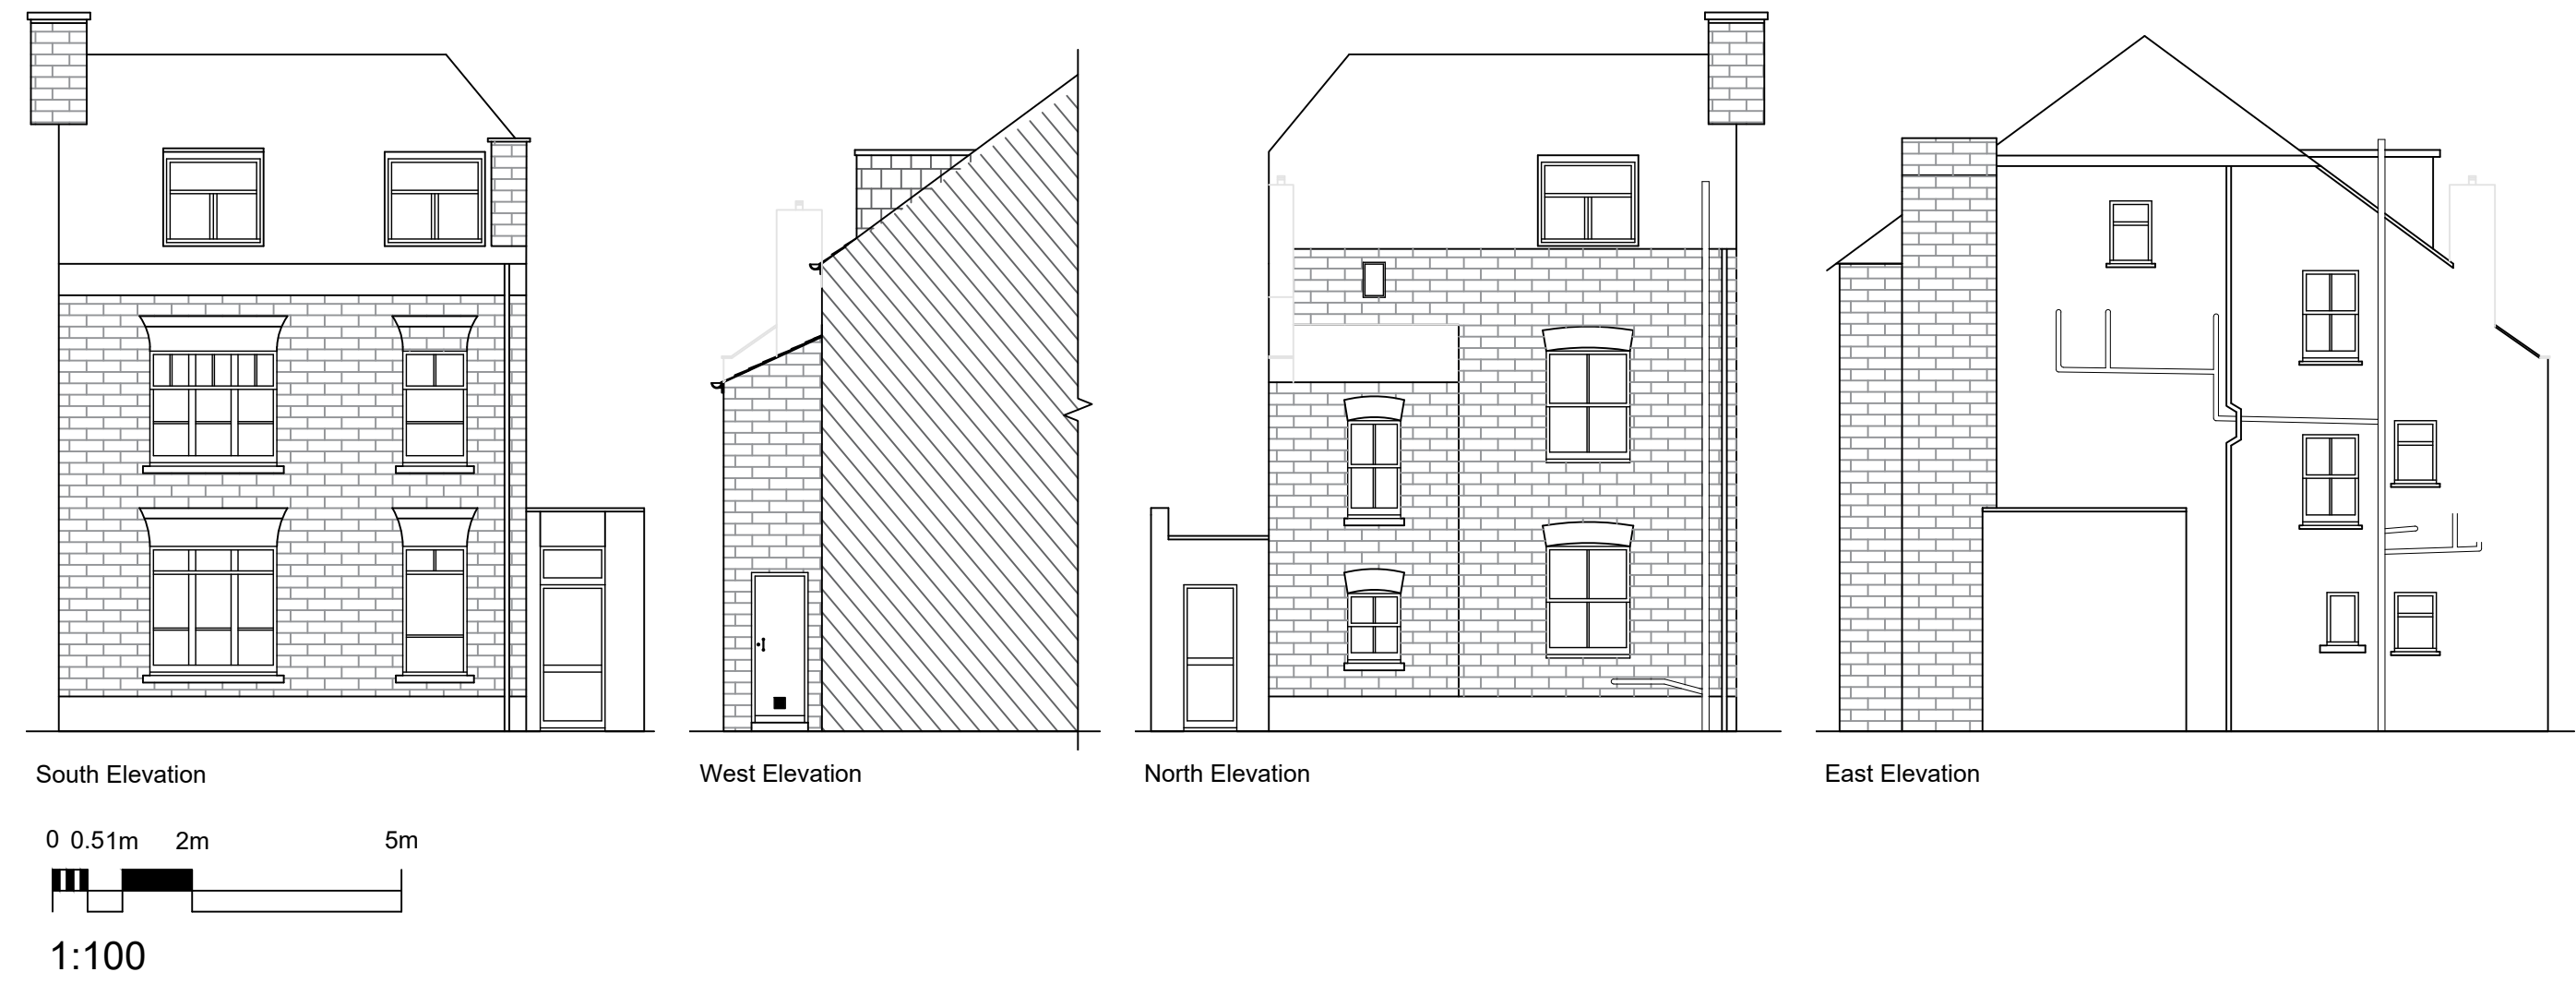 South Elevation
West Elevation
North Elevation
East Elevation
0 0.51m 2m 5m
1:100